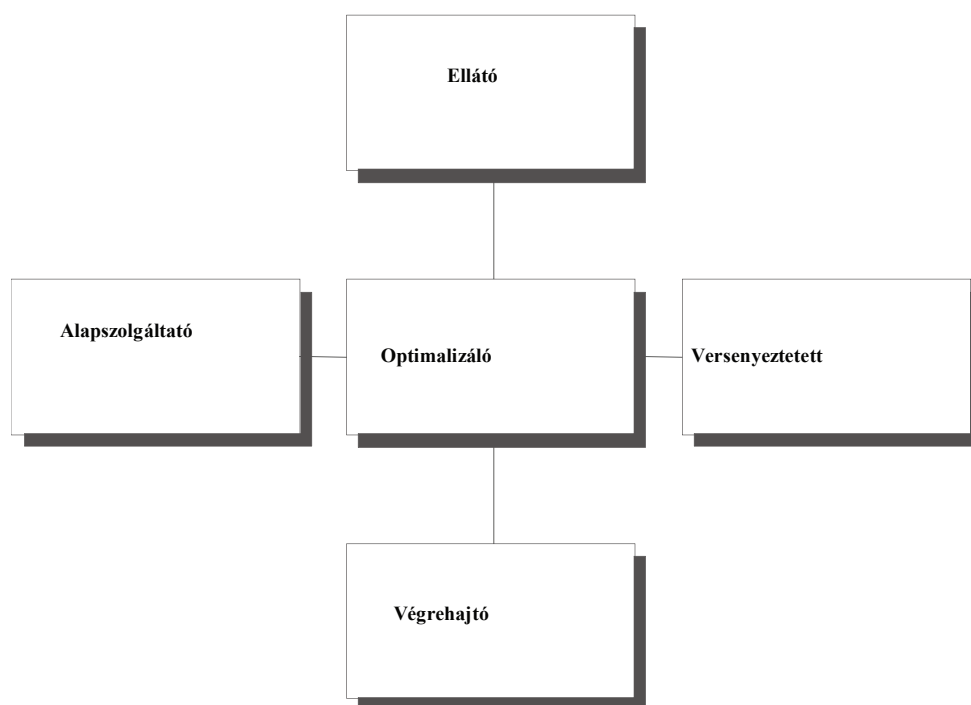 Ellátó
Alapszolgáltató
Optimalizáló
Versenyeztetett
Végrehajtó